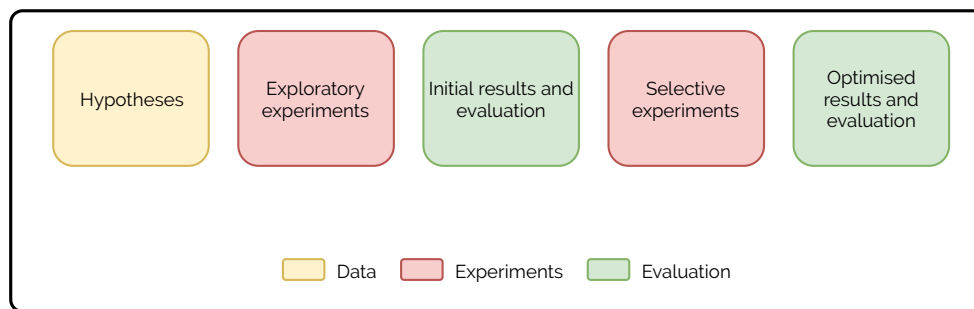 Hypotheses
Exploratory
experiments
Initial results and
evaluation
Selective
experiments
Optimised
results and
evaluation
Data
Experiments
Evaluation